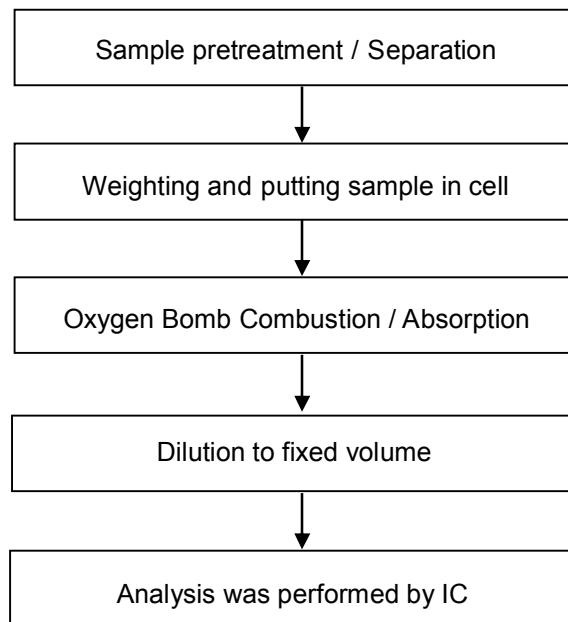 Sample pretreatment / Separation
Weighting and putting sample in cell
Oxygen Bomb Combustion / Absorption
Dilution to fixed volume
Analysis was performed by IC